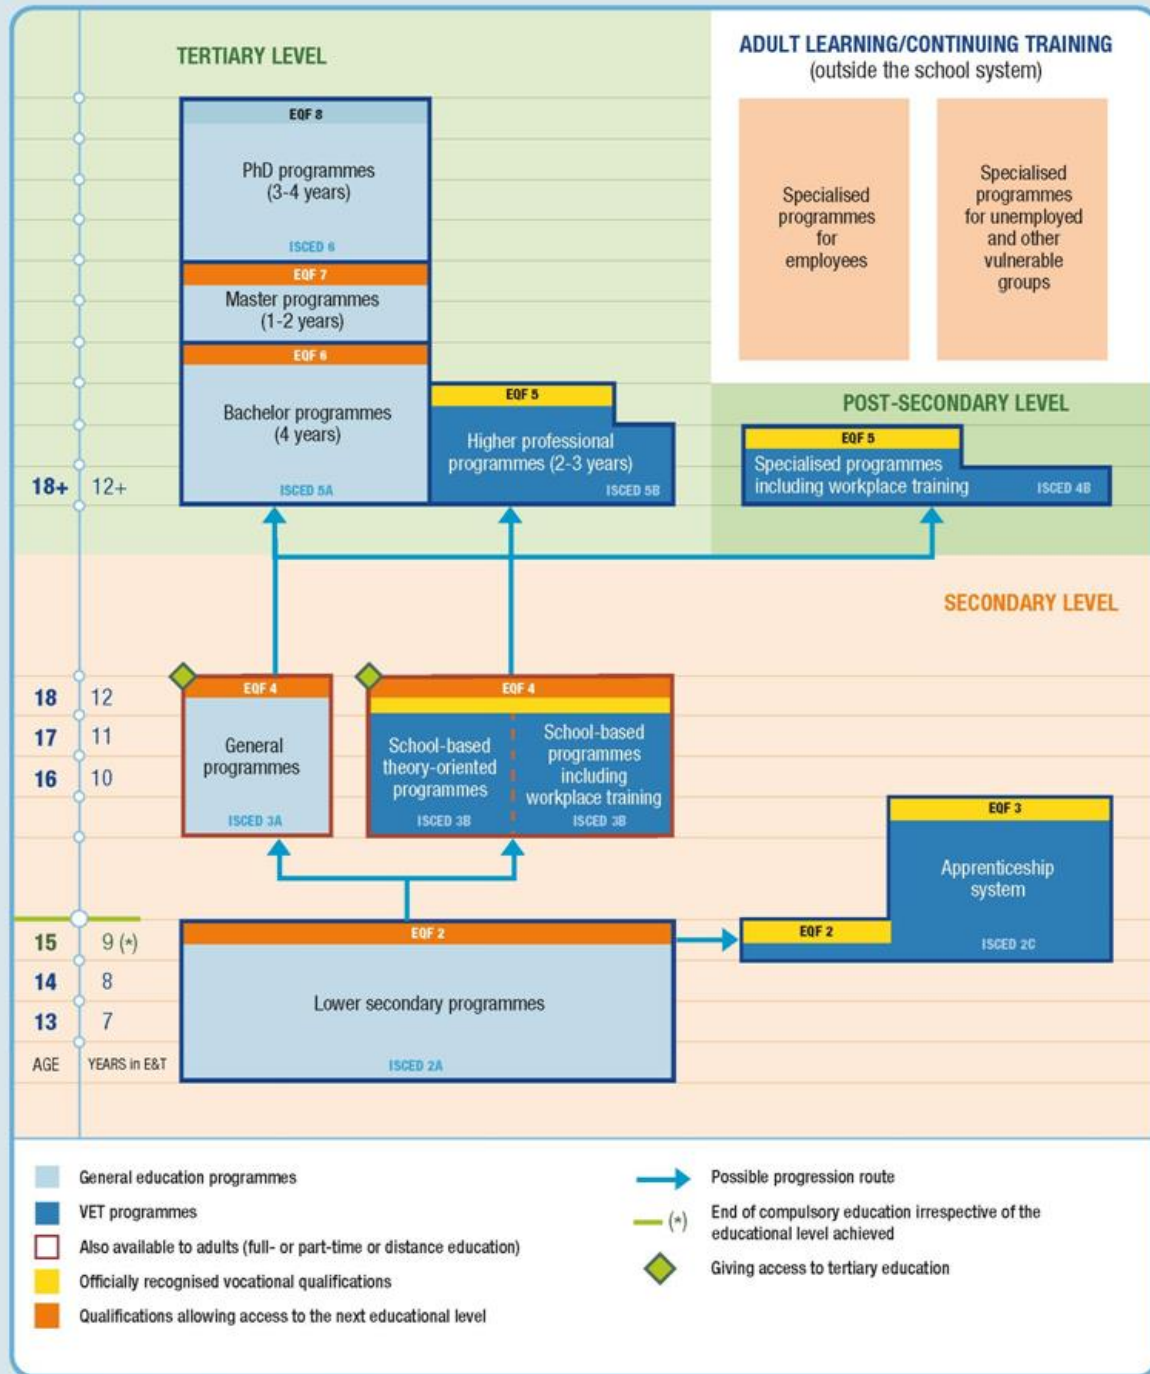 TERTIARY LEVEL
ADULT LEARNING/CONTINUING TRAINING
(outside the school system)
EQF 8
PhD programmes
(3-4 years)
ISCED 6
EQF 7
Master programmes
(1-2 years)
EQF 6
Bachelor programmes
(4 years)
ISCED 5A
EQF 5
Higher professional
programmes (2-3 years)
ISCED 5B
Specialised
programmes
for
employees
Specialised
programmes
for unemployed
and other
vulnerable
groups
POST-SECONDARY LEVEL
EQF 5
Specialised programmes
including workplace training
ISCED 4B
18+ 12+
SECONDARY LEVEL
18 12
17 11
16 10
EQF 4
General
programmes
ISCED 3A
EQF 4
School-based
theory-oriented
programmes
ISCED 3B
School-based
programmes
including
workplace training
ISCED 3B
EQF 3
Apprenticeship
system
ISCED 2C
EQF 2
15 9 (*)
14 8
13 7
AGE YEARS in E&T
EQF 2
Lower secondary programmes
ISCED 2A
General education programmes
VET programmes
Also available to adults (full- or part-time or distance education)
Officially recognised vocational qualifications
Qualifications allowing access to the next educational level
Possible progression route
(*) End of compulsory education irrespective of the
educational level achieved
Giving access to tertiary education